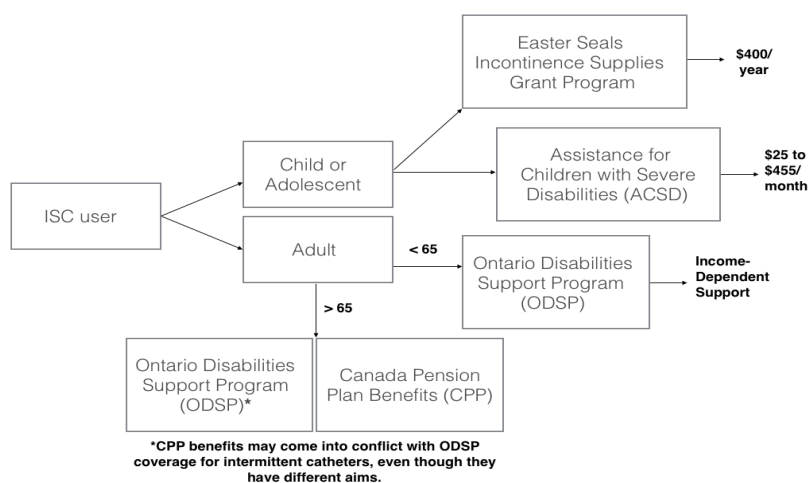 Easter Seals
Incontinence Supplies
Grant Program
$400/
year
Child or
Adolescent
Assistance for
Children with Severe
Disabilities (ACSD)
$25 to
$455/
month
ISC user
Adult
< 65
Ontario Disabilities
Support Program
(ODSP)
Income-
Dependent
Support
> 65
Ontario Disabilities
Support Program
(ODSP)*
Canada Pension
Plan Benefits (CPP)
*CPP benefits may come into conflict with ODSP
coverage for intermittent catheters, even though they
have different aims.